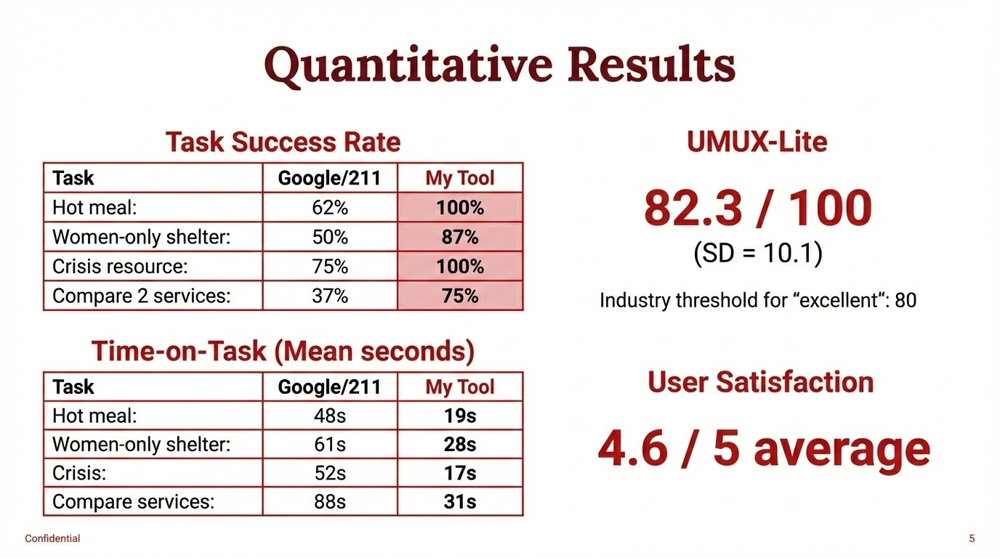 Quantitative Results
Task Success Rate
Task Google/211 My Tool
Hot meal: 62% 100%
Women-only shelter: 50% 87%
Crisis resource: 75% 100%
Compare 2 services: 37% 75%
Time-on-Task (Mean seconds)
Task Google/211 My Tool
Hot meal: 48s 19s
Women-only shelter: 61s 28s
Crisis: 52s 17s
Compare services: 88s 31s
UMUX-Lite
82.3 / 100
(SD = 10.1)
Industry threshold for “excellent“: 80
User Satisfaction
4.6 / 5 average
Confidential
5